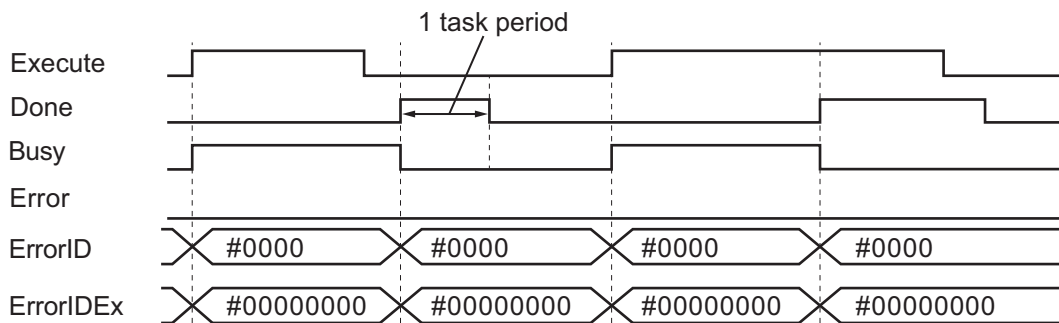 1 task period
Execute
Done
Busy
Error
ErrorID #0000 #0000 #0000 #0000
ErrorIDEx #00000000 #00000000 #00000000 #00000000